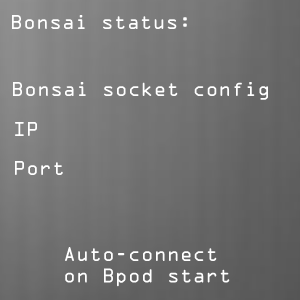 Bonsai status:
Bonsai socket config
IP
Port
Auto-connect
on Bpod start